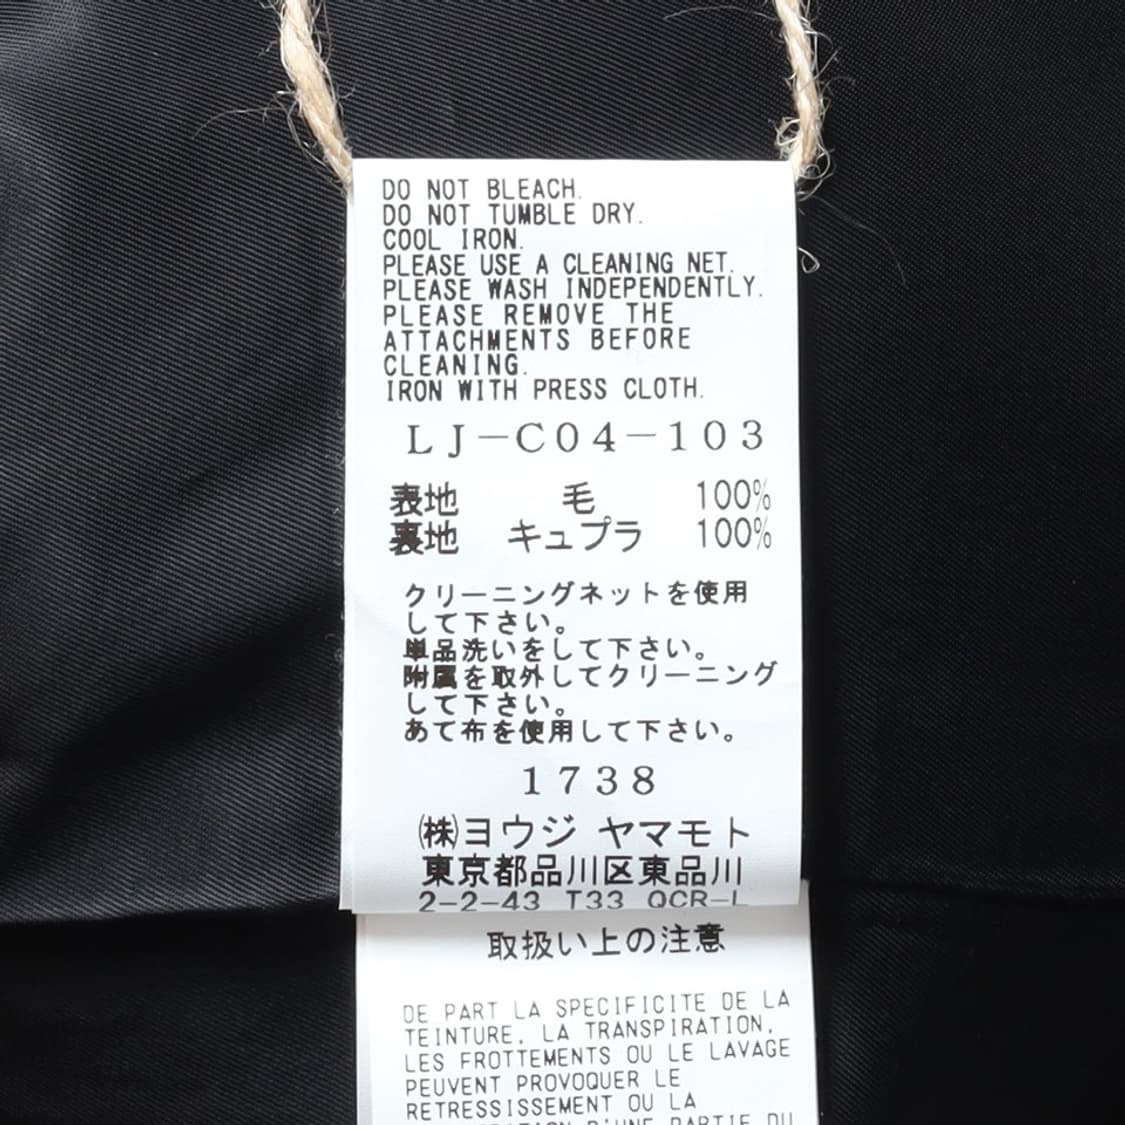 DO NOT BLEACH.
DO NOT TUMBLE DRY.
COOL IRON.
PLEASE USE A CLEANING NET.
PLEASE WASH INDEPENDENTLY.
PLEASE REMOVE THE
ATTACHMENTS BEFORE
CLEANING.
IRON WITH PRESS CLOTH.
LJ-C04-103
表地 毛 100%
裏地 キュプラ 100%
クリーニングネットを使用
して下さい。
単品洗いをして下さい。
附属を取外してクリーニング
して下さい。
あて布を使用して下さい。
1738
㈱ヨウジ ヤマモト
東京都品川区東品川
2-2-43 T33 QCR-L
取扱い上の注意
DE PART LA SPECIFICITE DE LA
TEINTURE, LA TRANSPIRATION,
LES FROTTEMENTS OU LE LAVAGE
PEUVENT PROVOQUER LE
RETRESSISSEMENT OU LA
D'UNE PARTIE DU